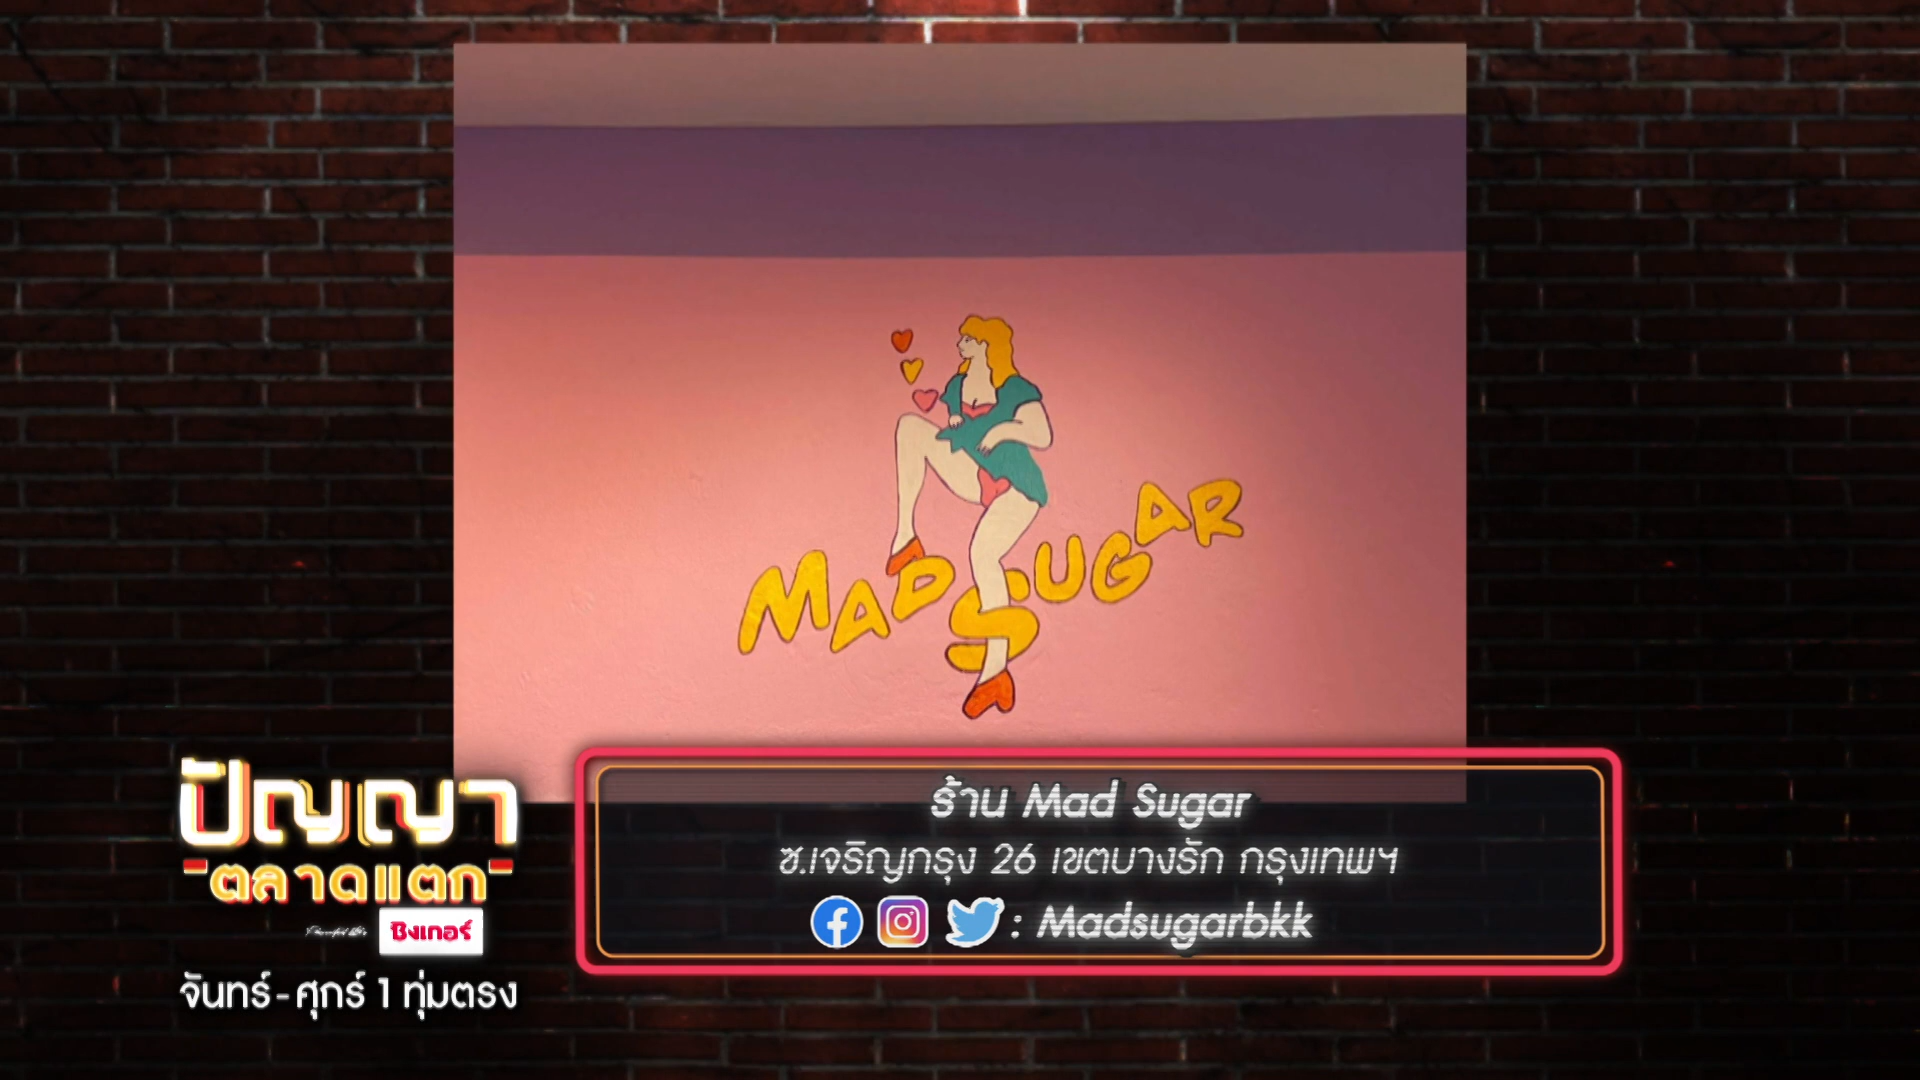 MAD SUGAR
ปัญญา
"ตลาดแตก"
ซิงเกอร์
จันทร์-ศุกร์ 1 ทุ่มตรง
ร้าน Mad Sugar
ซ.เจริญกรุง 26 เขตบางรัก กรุงเทพฯ
: Madsugarbkk